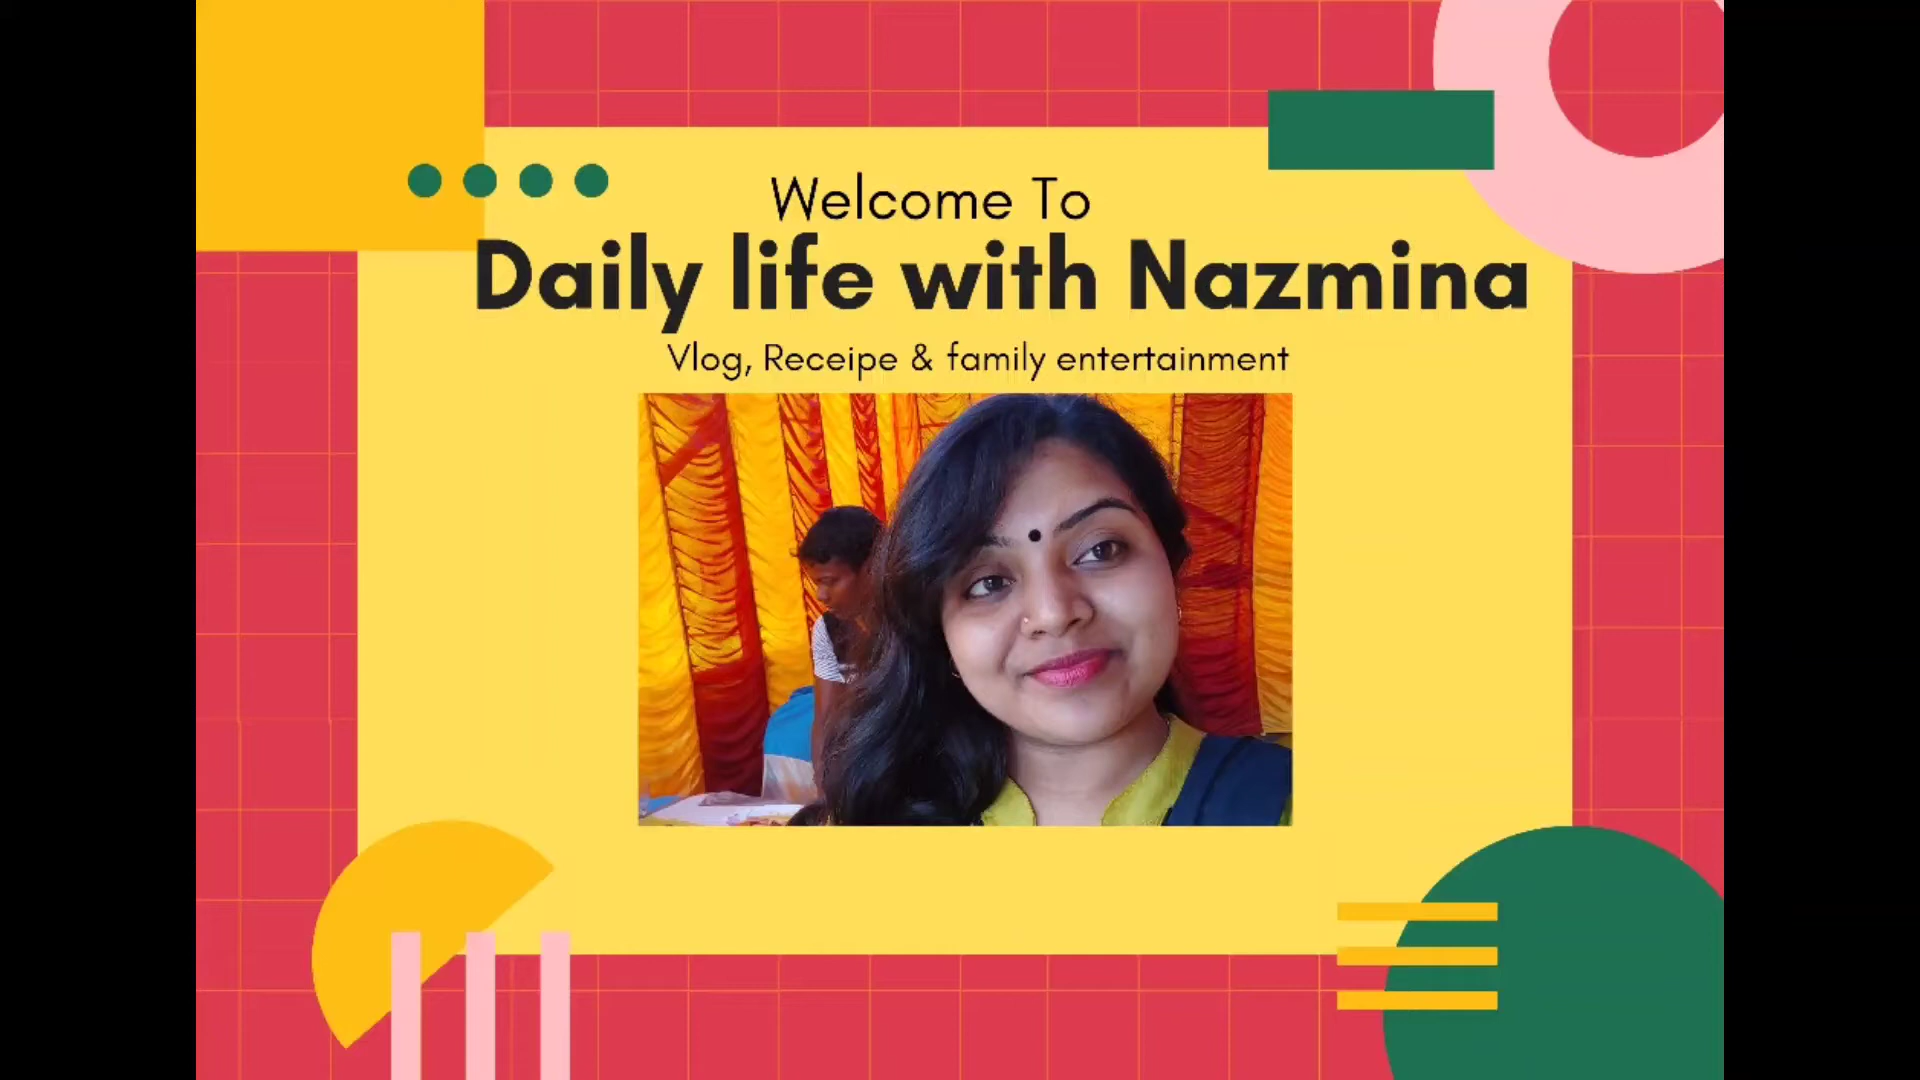 Welcome To
Daily life with Nazmina
Vlog, Receipe & family entertainment